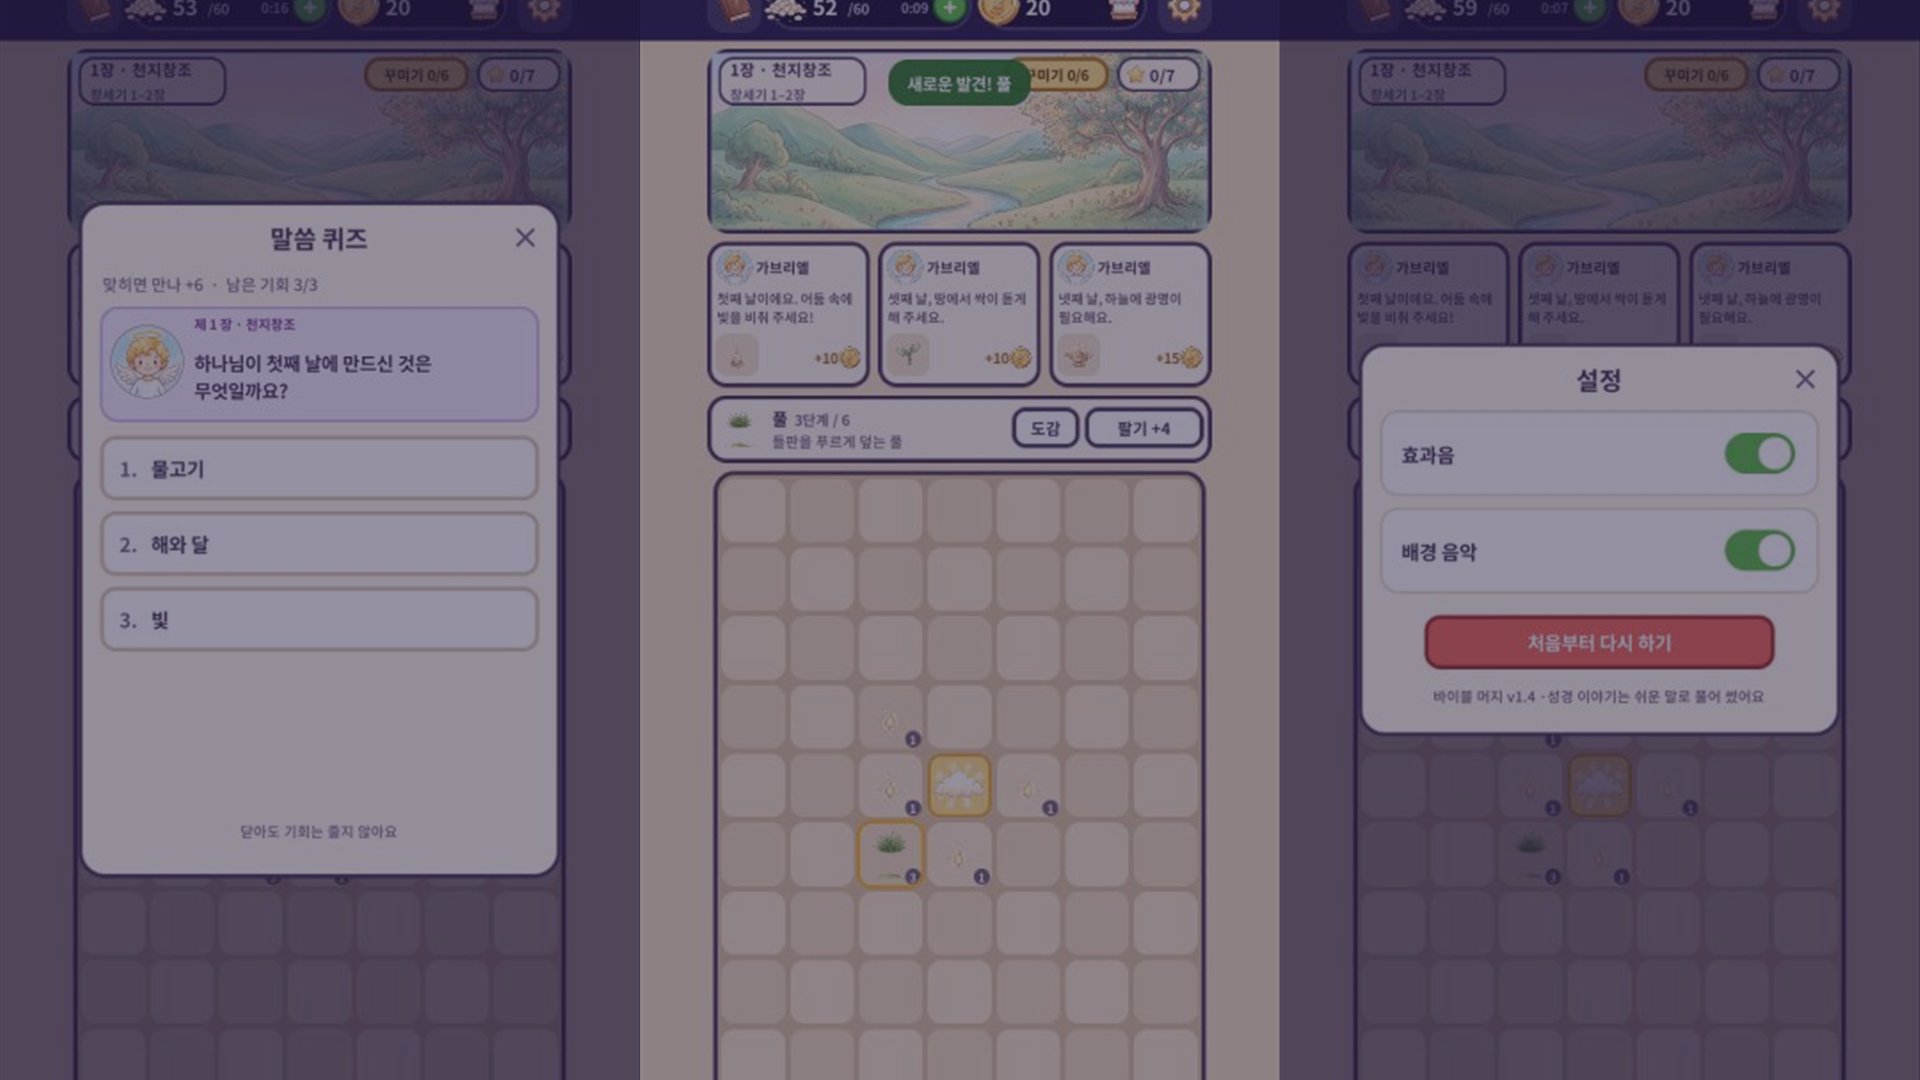 53 /60 0:16 20
1장 · 천지창조
창세기 1-2장
꾸미기 0/6
0/7
말씀 퀴즈
맞히면 만나 +6 · 남은 기회 3/3
제 1 장 · 천지창조
하나님이 첫째 날에 만드신 것은
무엇일까요?
1. 물고기
2. 해와 달
3. 빛
닫아도 기회는 줄지 않아요
52 /60 0:09 20
1장 · 천지창조
창세기 1-2장
새로운 발견! 풀
꾸미기 0/6
0/7
가브리엘
첫째 날이에요. 어둠 속에
빛을 비춰 주세요!
+10
가브리엘
셋째 날, 땅에서 싹이 돋게
해 주세요.
+10
가브리엘
넷째 날, 하늘에 광명이
필요해요.
+15
풀 3단계 / 6
들판을 푸르게 덮는 풀
도감
팔기 +4
1
1
1
3
1
59 /60 0:07 20
1장 · 천지창조
창세기 1-2장
꾸미기 0/6
0/7
가브리엘
첫째 날이에요. 어둠 속에
빛을 비춰 주세요!
가브리엘
셋째 날, 땅에서 싹이 돋게
해 주세요.
가브리엘
넷째 날, 하늘에 광명이
필요해요.
설정
효과음
배경 음악
처음부터 다시 하기
바이블 머지 v1.4 · 성경 이야기는 쉬운 말로 풀어 썼어요
1
1
1
3
1